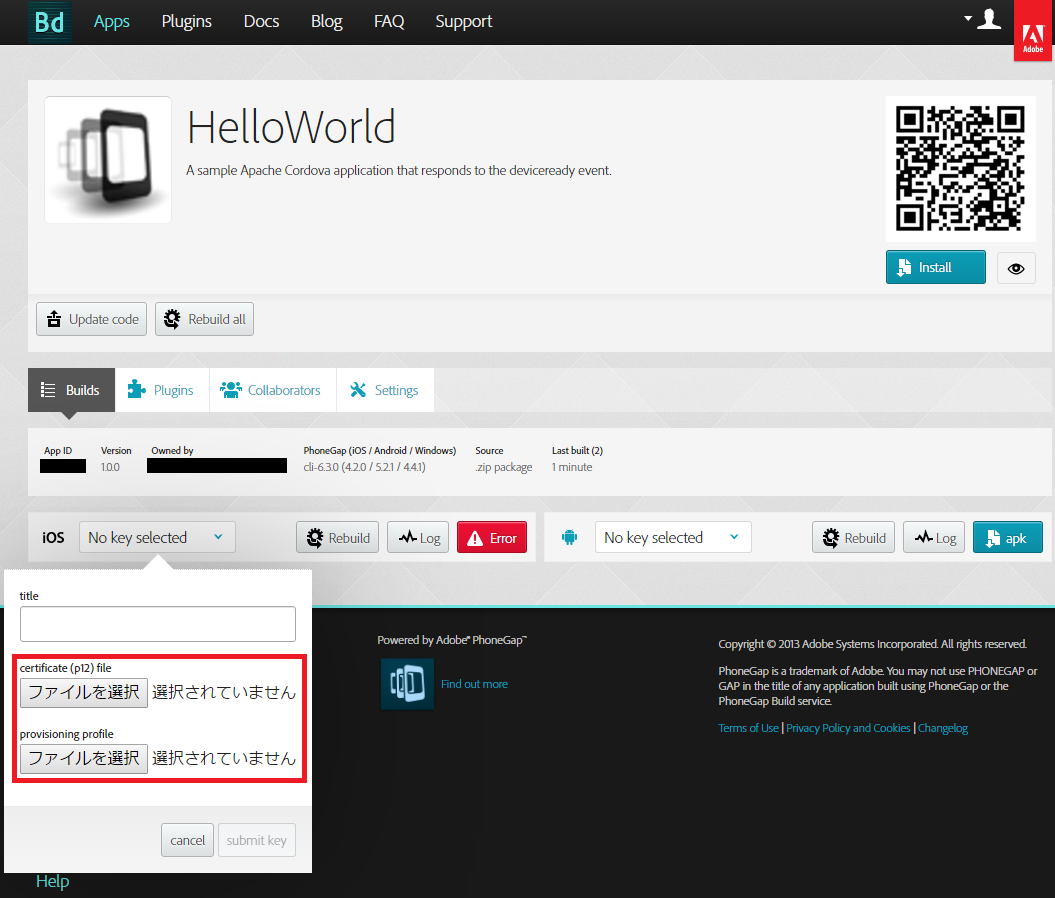 Bd Apps Plugins Docs Blog FAQ Support
Adobe
HelloWorld
A sample Apache Cordova application that responds to the deviceready event.
Install
Update code Rebuild all
Builds Plugins Collaborators Settings
App ID Version Owned by PhoneGap (iOS / Android / Windows) Source Last built (2)
1.0.0 cli-6.3.0 (4.2.0 / 5.2.1 / 4.4.1) .zip package 1 minute
iOS No key selected Rebuild Log Error No key selected Rebuild Log apk
title
certificate (p12) file
ファイルを選択 選択されていません
provisioning profile
ファイルを選択 選択されていません
cancel submit key
Help
Powered by Adobe® PhoneGap™
Find out more
Copyright © 2013 Adobe Systems Incorporated. All rights reserved.
PhoneGap is a trademark of Adobe. You may not use PHONEGAP or
GAP in the title of any application built using PhoneGap or the
PhoneGap Build service.
Terms of Use | Privacy Policy and Cookies | Changelog